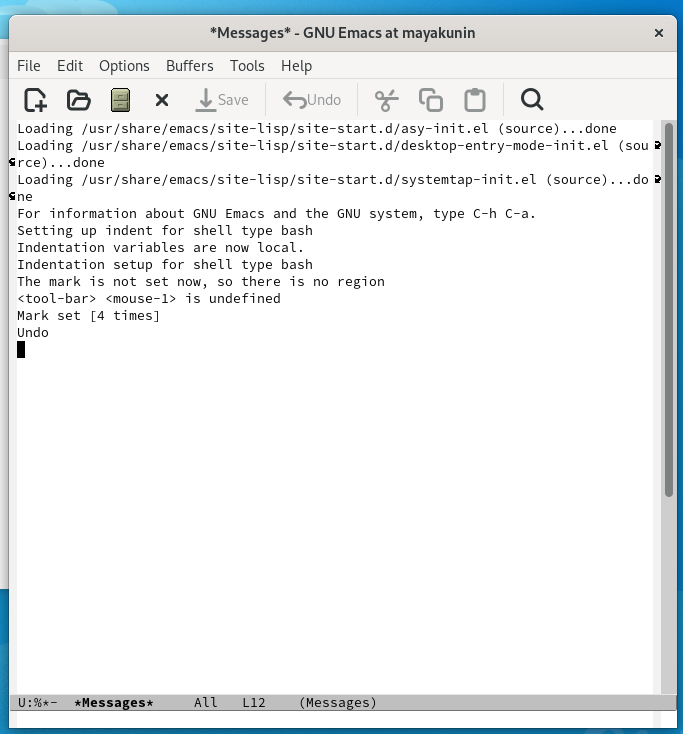 *Messages* - GNU Emacs at mayakunin
File Edit Options Buffers Tools Help
Save Undo
Loading /usr/share/emacs/site-lisp/site-start.d/asy-init.el (source)...done
Loading /usr/share/emacs/site-lisp/site-start.d/desktop-entry-mode-init.el (sou
rce)...done
Loading /usr/share/emacs/site-lisp/site-start.d/systemtap-init.el (source)...do
ne
For information about GNU Emacs and the GNU system, type C-h C-a.
Setting up indent for shell type bash
Indentation variables are now local.
Indentation setup for shell type bash
The mark is not set now, so there is no region
<tool-bar> <mouse-1> is undefined
Mark set [4 times]
Undo
U:%*- *Messages* All L12 (Messages)